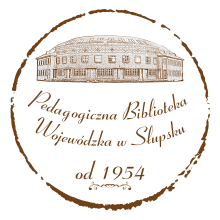 Pedagogiczna Biblioteka
Wojewódzka w Słupsku
od 1954